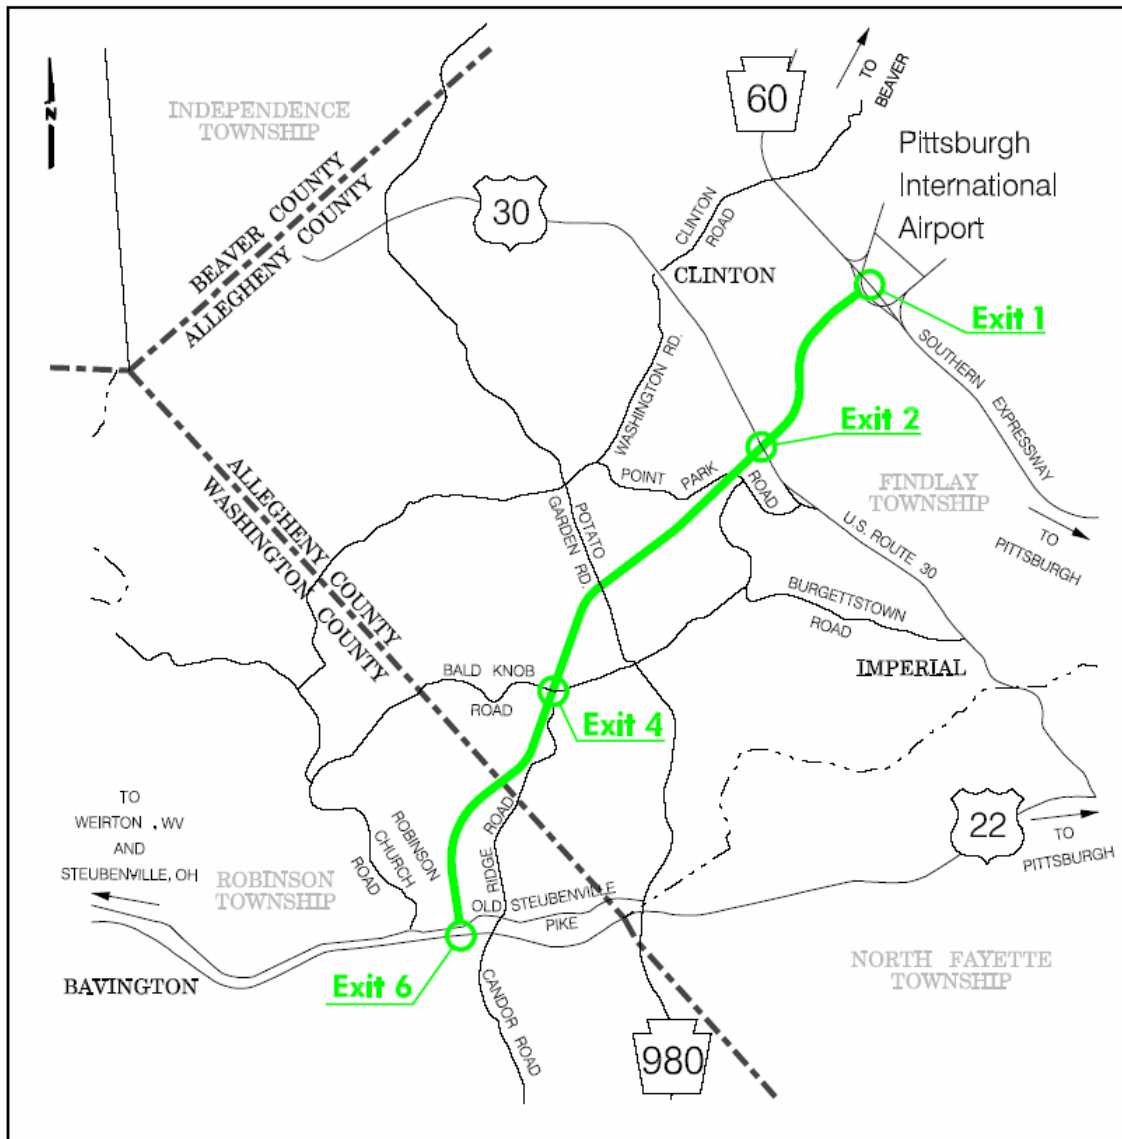 N
INDEPENDENCE
TOWNSHIP
BEAVER COUNTY
ALLEGHENY COUNTY
30
60
TO
BEAVER
Pittsburgh
International
Airport
CLINTON
ROAD
CLINTON
Exit 1
SOUTHERN EXPRESSWAY
WASHINGTON RD.
Exit 2
POINT PARK
ROAD
FINDLAY
TOWNSHIP
TO
PITTSBURGH
ALLEGHENY COUNTY
WASHINGTON COUNTY
POTATO
GARDEN RD.
U.S. ROUTE 30
BURGETTSTOWN
ROAD
IMPERIAL
BALD KNOB
ROAD
Exit 4
TO
WEIRTON , WV
AND
STEUBENVILLE, OH
ROBINSON
CHURCH
ROAD
RIDGE ROAD
22
TO
PITTSBURGH
ROBINSON
TOWNSHIP
OLD STEUBENVILLE
PIKE
BAVINGTON
Exit 6
CANDOR ROAD
NORTH FAYETTE
TOWNSHIP
980